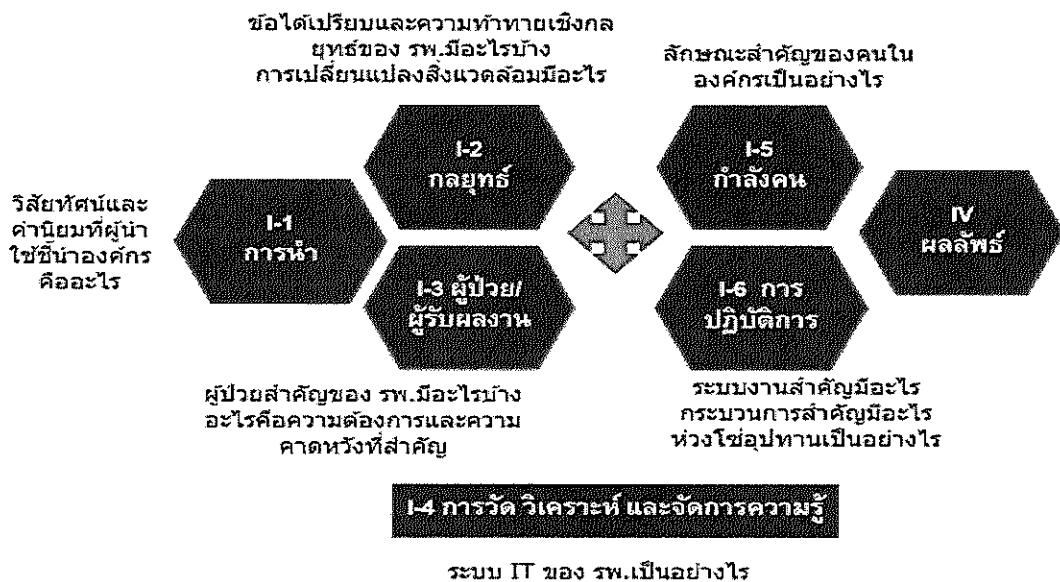 ข้อได้เปรียบและความท้าทายเชิงกล
ยุทธ์ของ รพ.มีอะไรบ้าง
การเปลี่ยนแปลงสิ่งแวดล้อมมีอะไร
ลักษณะสำคัญของคนใน
องค์กรเป็นอย่างไร
I-2
กลยุทธ์
I-5
กำลังคน
วิสัยทัศน์และ
ค่านิยมที่ผู้นำ
ใช้ชี้นำองค์กร
คืออะไร
I-1
การนำ
IV
ผลลัพธ์
I-3 ผู้ป่วย/
ผู้รับผลงาน
I-6 การ
ปฏิบัติการ
ผู้ป่วยสำคัญของ รพ.มีอะไรบ้าง
อะไรคือความต้องการและความ
คาดหวังที่สำคัญ
ระบบงานสำคัญมีอะไร
กระบวนการสำคัญมีอะไร
ห่วงโซ่อุปทานเป็นอย่างไร
I-4 การวัด วิเคราะห์ และจัดการความรู้
ระบบ IT ของ รพ.เป็นอย่างไร